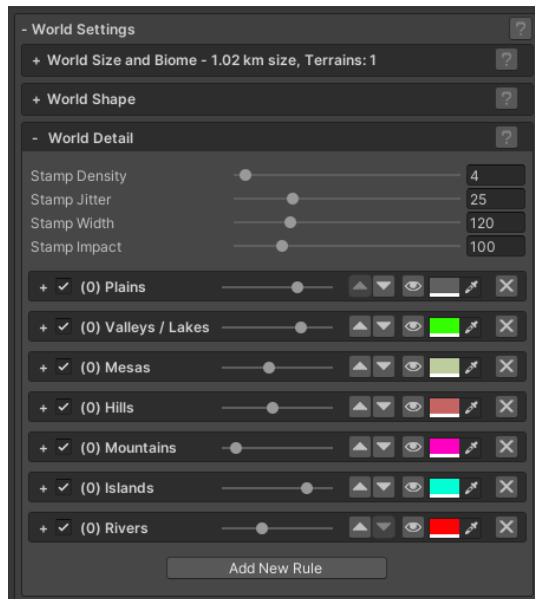 - World Settings ?
+ World Size and Biome - 1.02 km size, Terrains: 1 ?
+ World Shape ?
- World Detail ?
Stamp Density 4
Stamp Jitter 25
Stamp Width 120
Stamp Impact 100
+ (0) Plains
+ (0) Valleys / Lakes
+ (0) Mesas
+ (0) Hills
+ (0) Mountains
+ (0) Islands
+ (0) Rivers
Add New Rule